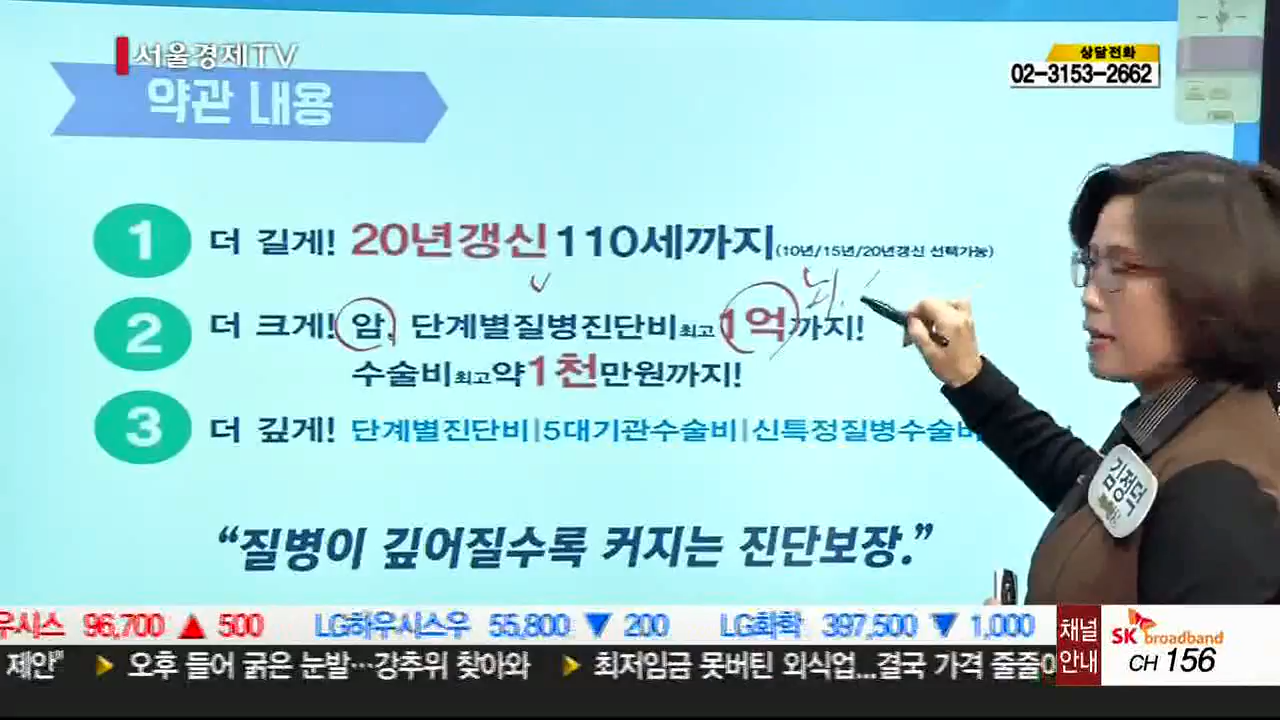 서울경제TV
상담전화
02-3153-2662
약관 내용
1 더 길게! 20년갱신 110세까지(10년/15년/20년갱신 선택가능)
뇌.
2 더 크게! 암, 단계별질병진단비최고1억까지!
수술비최고약1천만원까지!
3 더 깊게! 단계별진단비|5대기관수술비|신특정질병수술비
김정덕
“질병이 깊어질수록 커지는 진단보장.”
우시스 96,700 ▲ 500 LG하우시스우 55,800 ▼ 200 LG화학 397,500 ▼ 1,000
채널안내
SK broadband
CH 156
제안" ▶ 오후 들어 굵은 눈발…강추위 찾아와 ▶ 최저임금 못버틴 외식업...결국 가격 줄줄